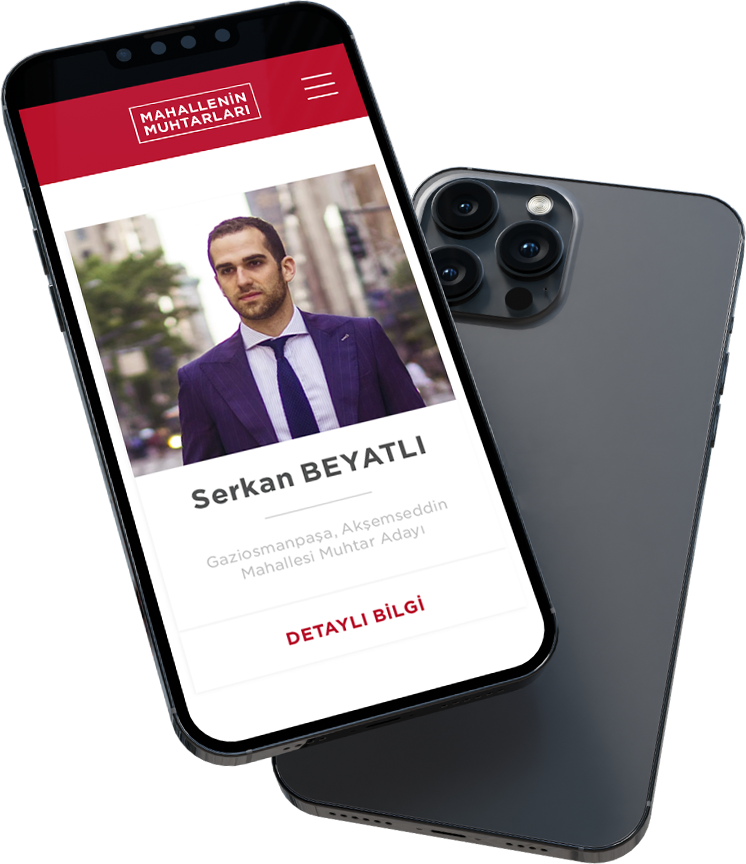 MAHALLENİN
MUHTARLARI
Serkan BEYATLI
Gaziosmanpaşa, Akşemseddin
Mahallesi Muhtar Adayı
DETAYLI BİLGİ